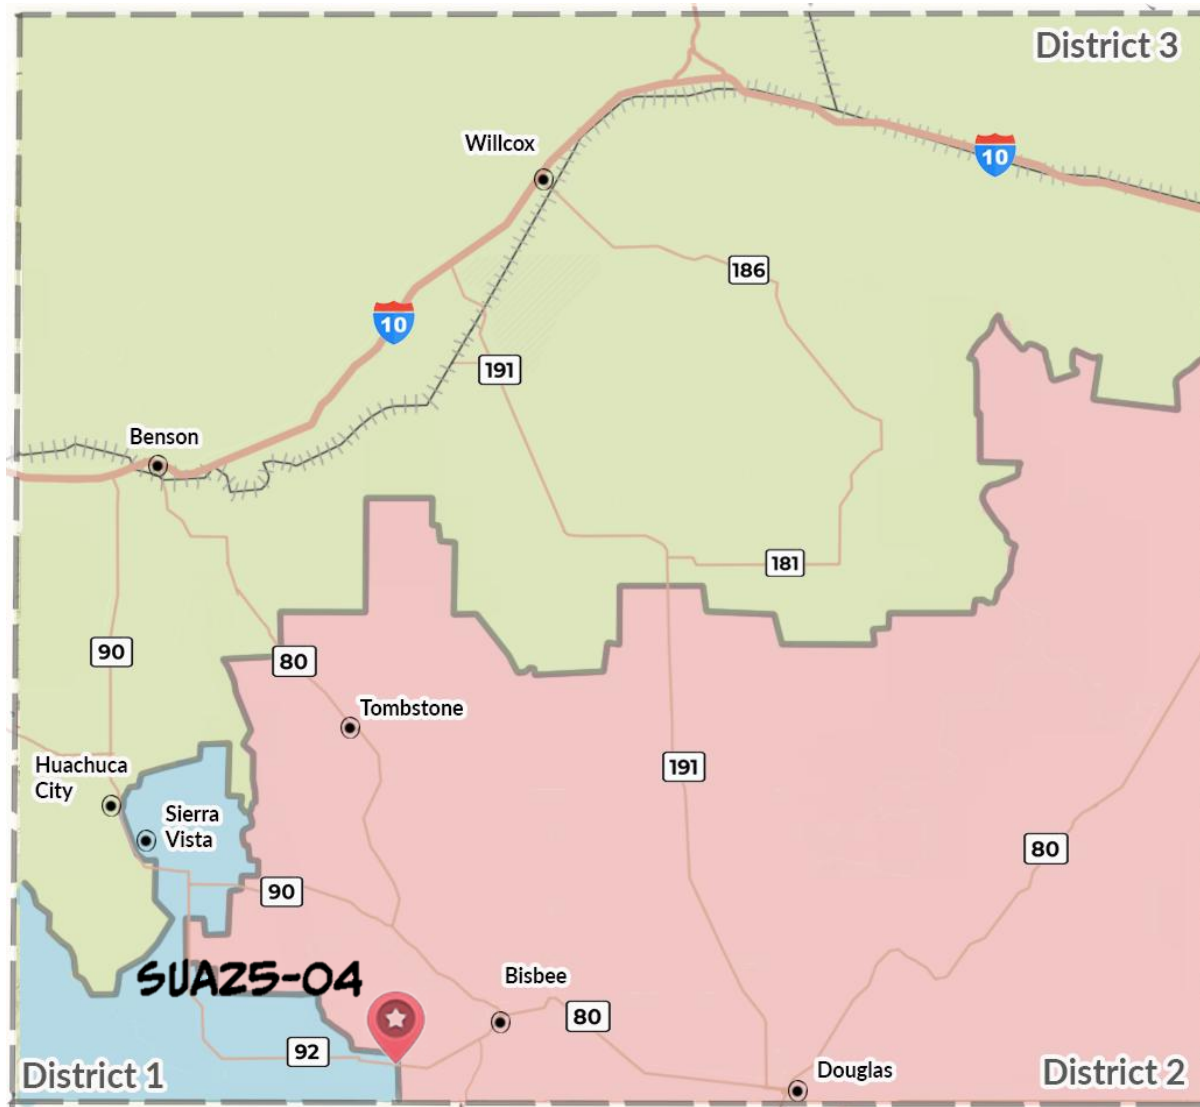 District 3
Willcox
10
186
10
191
Benson
181
90
80
Tombstone
191
Huachuca
City
Sierra
Vista
80
90
SUA25-04
Bisbee
80
92
District 1
Douglas
District 2